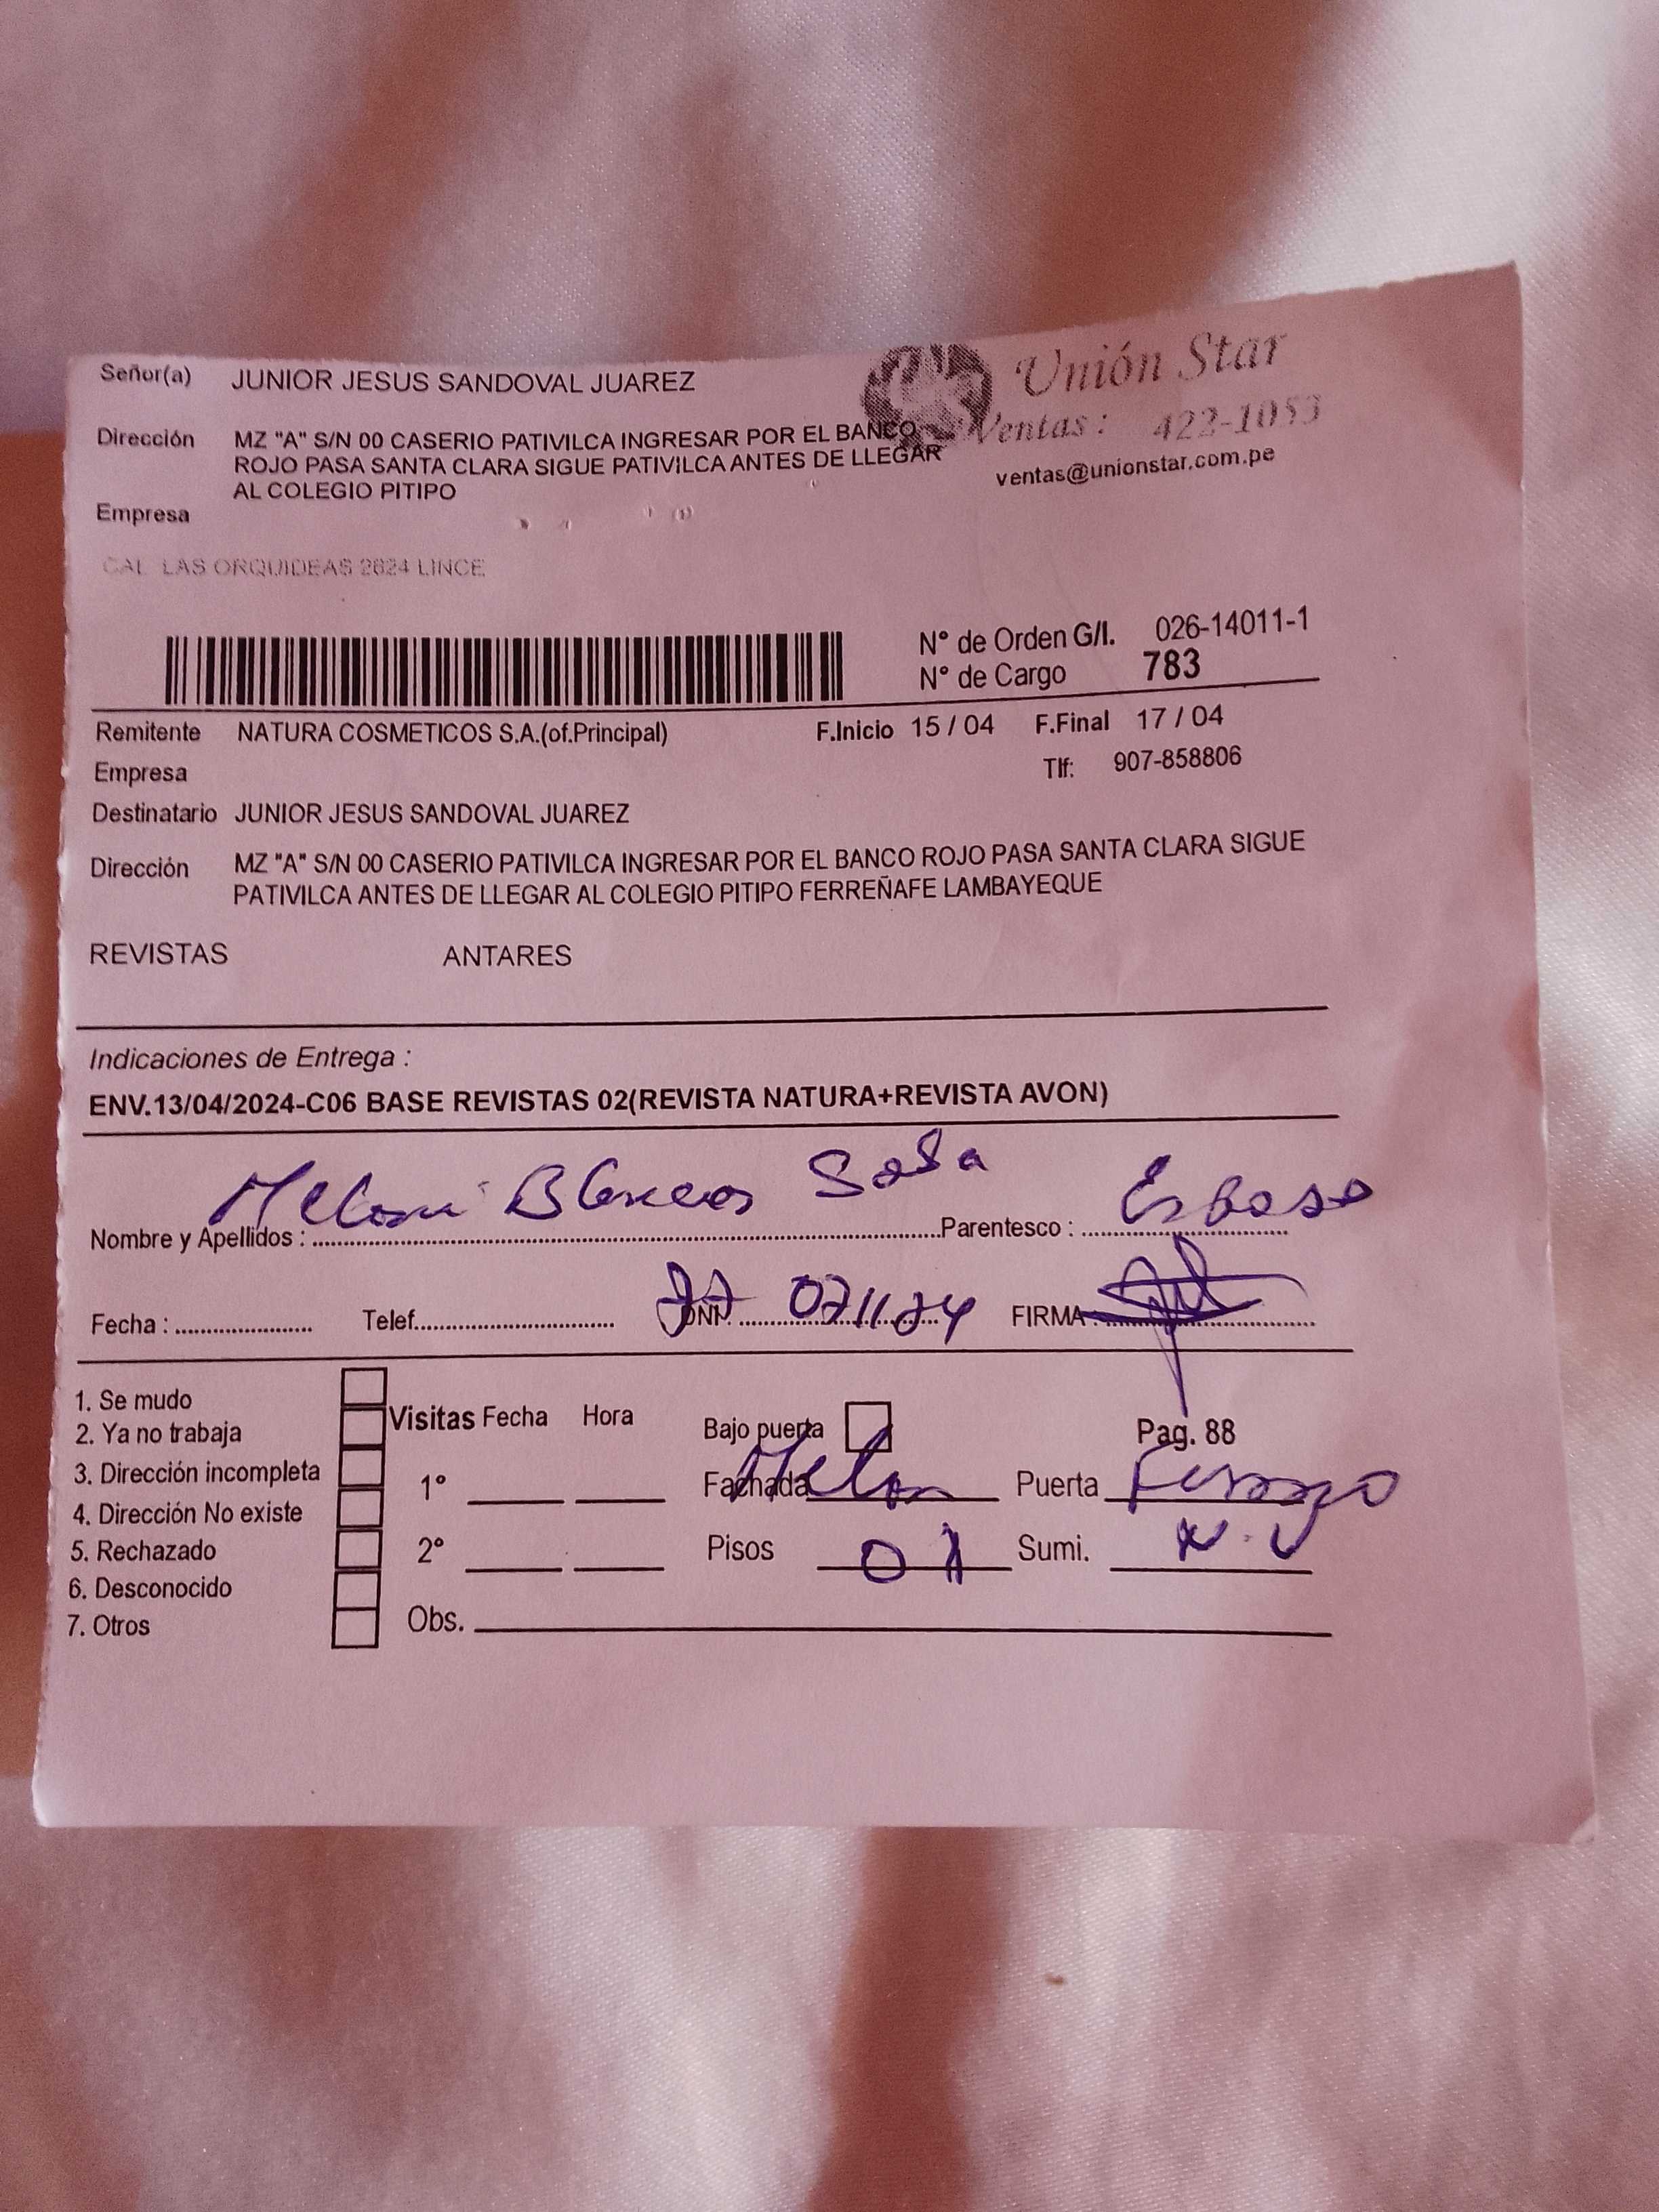 Señor(a) JUNIOR JESUS SANDOVAL JUAREZ
Unión Star
Ventas : 422-1053
ventas@unionstar.com.pe
Dirección MZ "A" S/N 00 CASERIO PATIVILCA INGRESAR POR EL BANCO
ROJO PASA SANTA CLARA SIGUE PATIVILCA ANTES DE LLEGAR
AL COLEGIO PITIPO
Empresa
CAL LAS ORQUIDEAS 2624 LINCE
N° de Orden G/I. 026-14011-1
N° de Cargo 783
Remitente NATURA COSMETICOS S.A.(of.Principal) F.Inicio 15 / 04 F.Final 17 / 04
Empresa Tlf: 907-858806
Destinatario JUNIOR JESUS SANDOVAL JUAREZ
Dirección MZ "A" S/N 00 CASERIO PATIVILCA INGRESAR POR EL BANCO ROJO PASA SANTA CLARA SIGUE
PATIVILCA ANTES DE LLEGAR AL COLEGIO PITIPO FERREÑAFE LAMBAYEQUE
REVISTAS ANTARES
Indicaciones de Entrega :
ENV.13/04/2024-C06 BASE REVISTAS 02(REVISTA NATURA+REVISTA AVON)
Nombre y Apellidos : Parentesco : Esposo
Fecha : Telef. DNI. FIRMA :
1. Se mudo
2. Ya no trabaja
3. Dirección incompleta
4. Dirección No existe
5. Rechazado
6. Desconocido
7. Otros
Visitas Fecha Hora
1°
2°
Obs.
Bajo puerta Pag. 88
Fachada Melon Puerta
Pisos 01 Sumi.